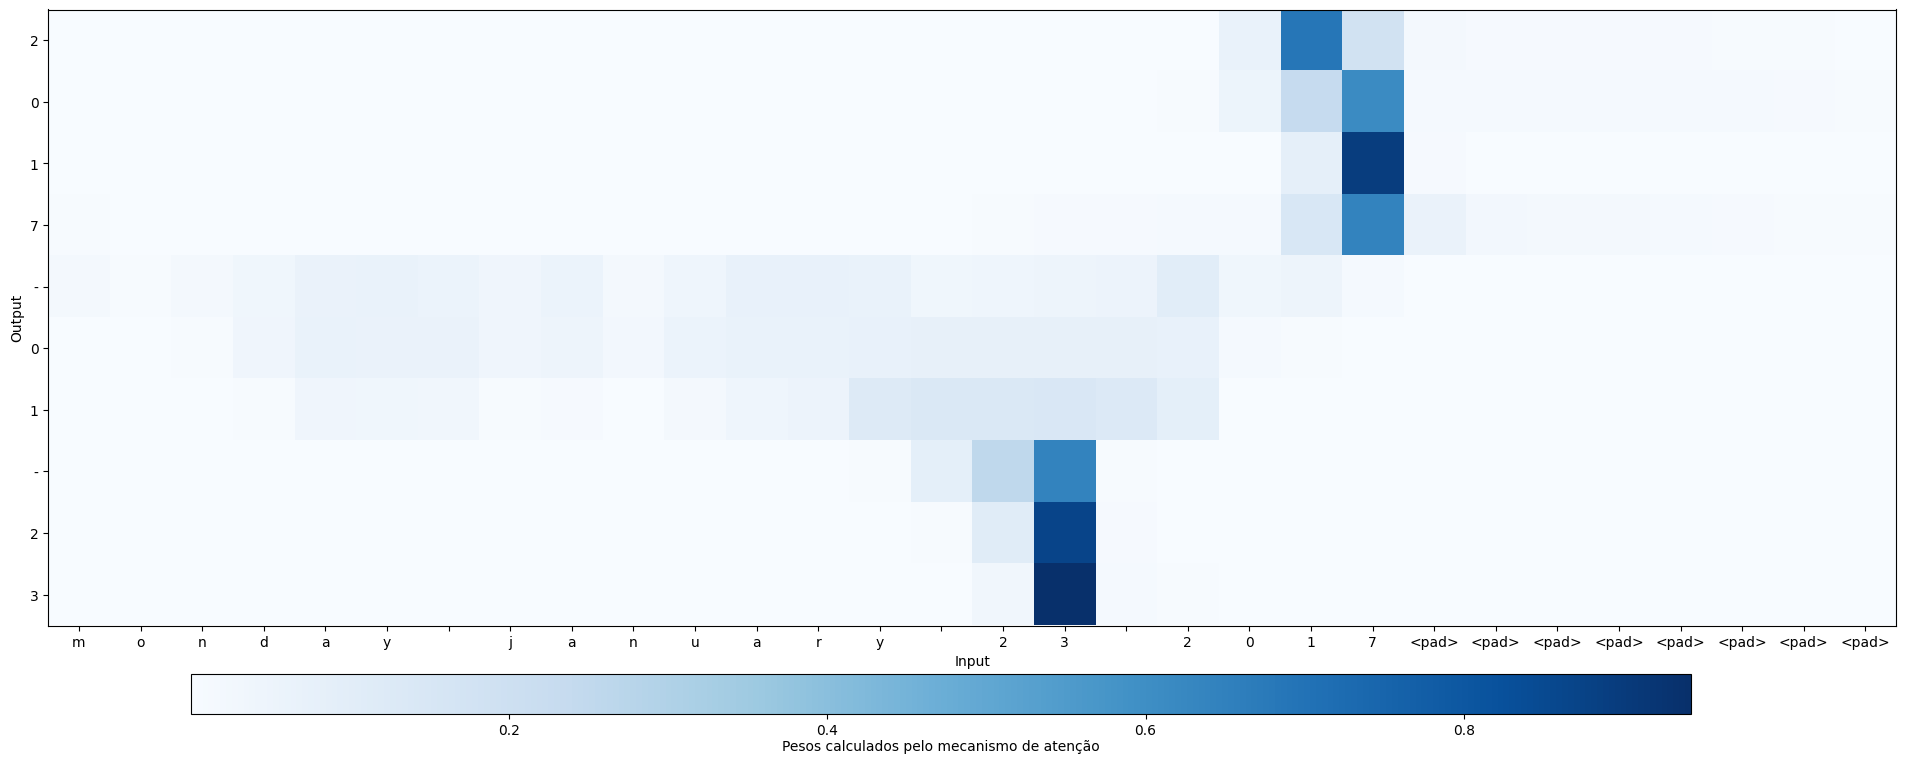 2
0
1
7
-
0
1
-
2
3
Output
m o n d a y j a n u a r y 2 3 2 0 1 7 <pad> <pad> <pad> <pad> <pad> <pad> <pad> <pad>
Input
0.2 0.4 0.6 0.8
Pesos calculados pelo mecanismo de atenção